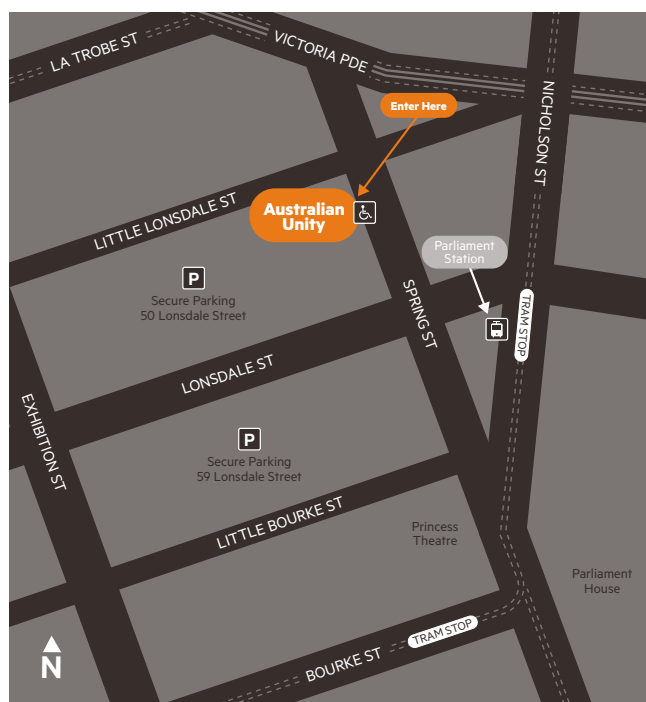 LA TROBE ST
VICTORIA PDE
NICHOLSON ST
Enter Here
LITTLE LONSDALE ST
Australian
Unity
Parliament
Station
P
Secure Parking
50 Lonsdale Street
SPRING ST
TRAM STOP
LONSDALE ST
EXHIBITION ST
P
Secure Parking
59 Lonsdale Street
LITTLE BOURKE ST
Princess
Theatre
Parliament
House
TRAM STOP
BOURKE ST
N